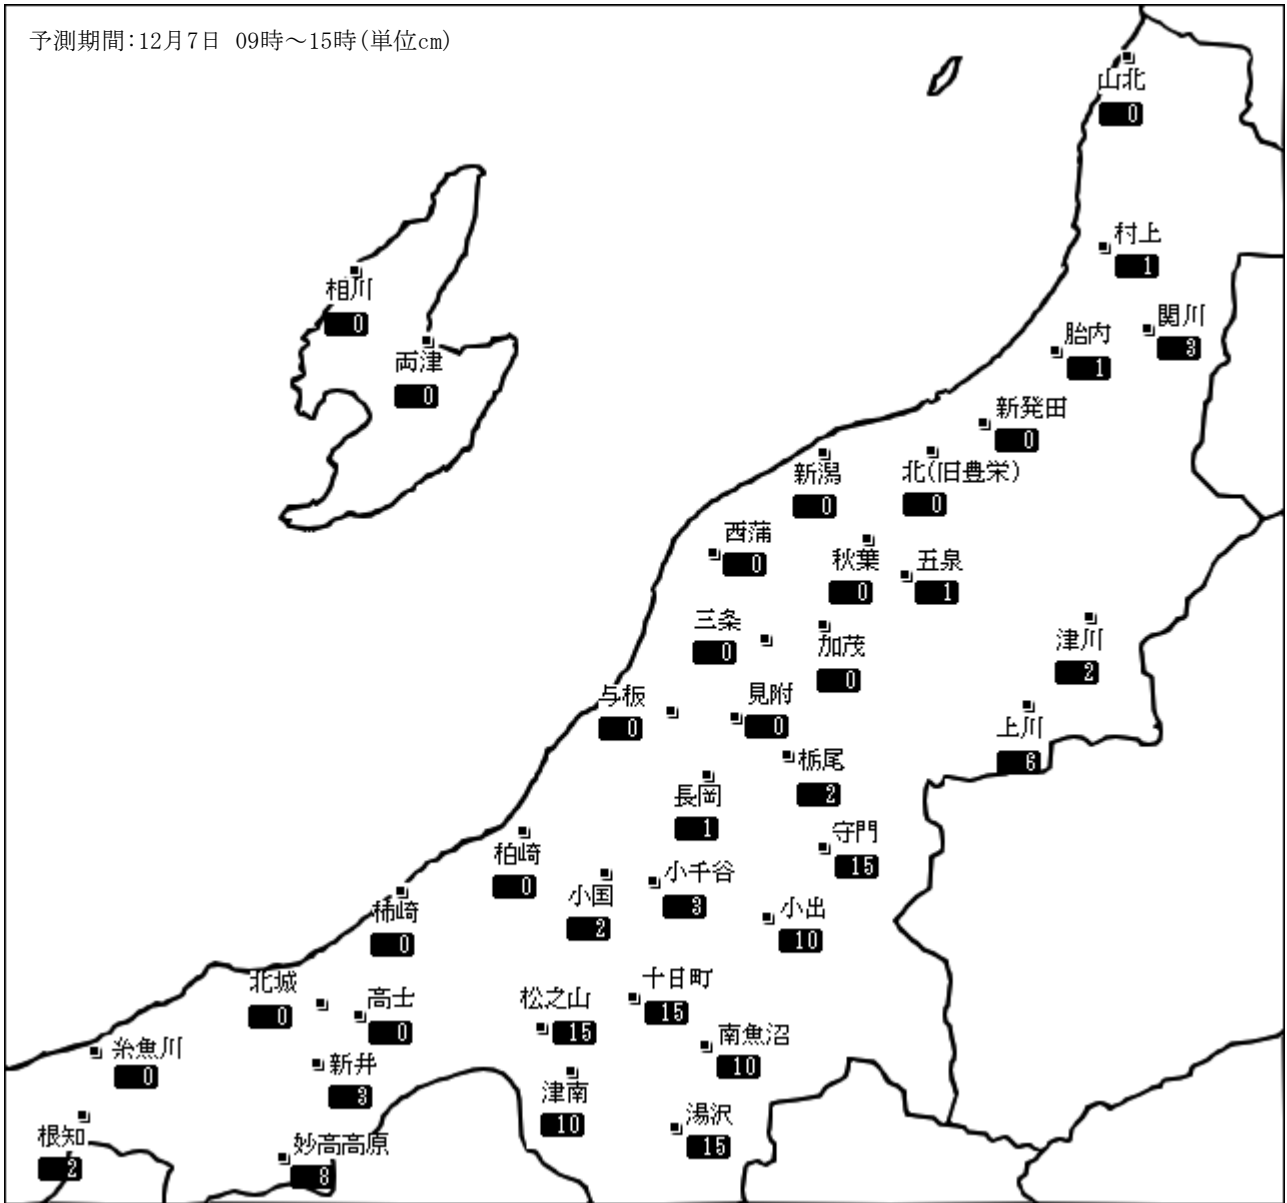 予測期間:12月7日 09時～15時(単位cm)
山北
0
村上
1
関川
3
胎内
1
相川
0
両津
0
新発田
0
新潟
0
北(旧豊栄)
0
西蒲
0
秋葉
0
五泉
1
三条
0
加茂
0
津川
2
与板
0
見附
0
上川
6
栃尾
2
長岡
1
守門
15
柏崎
0
小国
2
小千谷
3
小出
10
柿崎
0
北城
0
高士
0
松之山
15
十日町
15
南魚沼
10
糸魚川
0
新井
3
津南
10
湯沢
15
根知
2
妙高高原
8